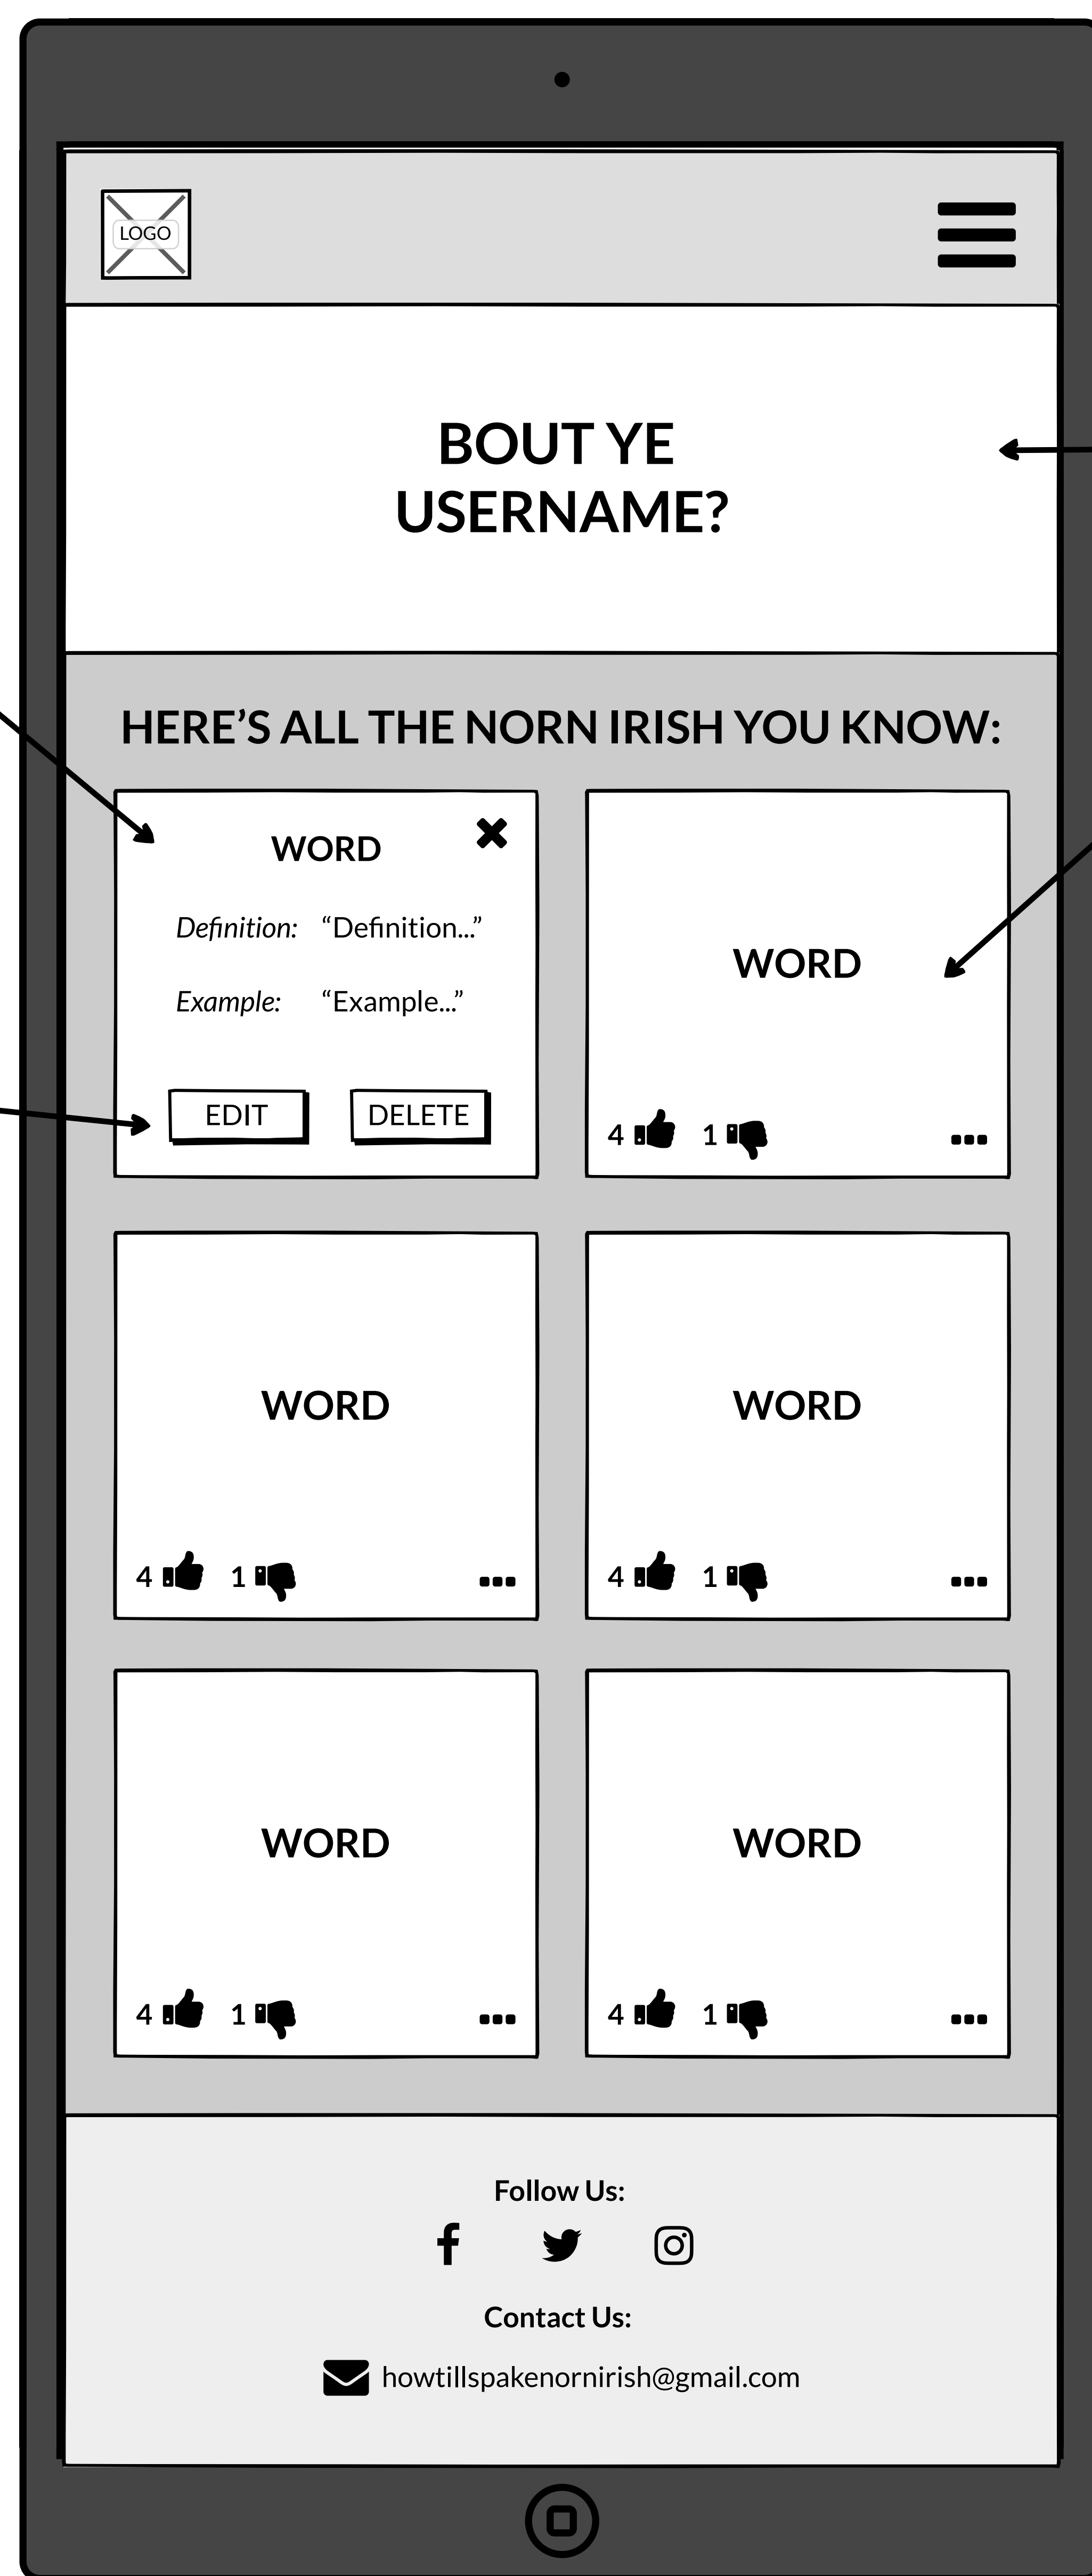 LOGO
BOUT YE
USERNAME?
HERE’S ALL THE NORN IRISH YOU KNOW:
WORD
Definition: “Definition...”
Example: “Example...”
EDIT DELETE
WORD
4 1
WORD
4 1
WORD
4 1
WORD
4 1
WORD
4 1
Follow Us:
Contact Us:
howtillspakenornirish@gmail.com